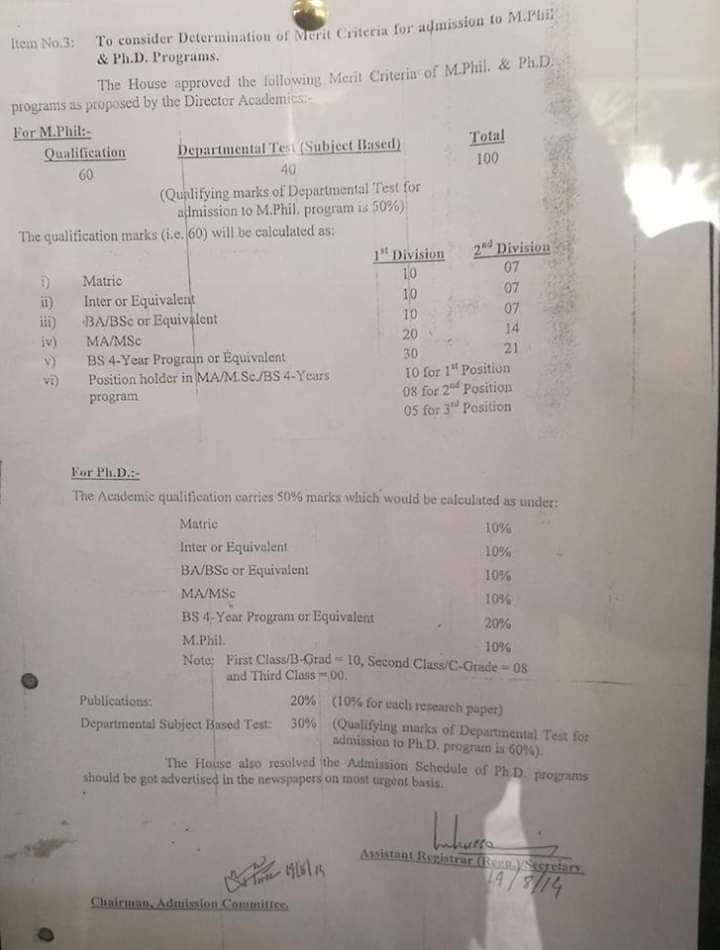 Item No.3: To consider Determination of Merit Criteria for admission to M.Phil
& Ph.D. Programs.
The House approved the following Merit Criteria of M.Phil. & Ph.D.
programs as proposed by the Director Academics:-
For M.Phil:-
Qualification Departmental Test (Subject Based) Total
60 40 100
(Qualifying marks of Departmental Test for
admission to M.Phil. program is 50%)
The qualification marks (i.e. 60) will be calculated as:
1st Division 2nd Division
i) Matric 10 07
ii) Inter or Equivalent 10 07
iii) BA/BSc or Equivalent 10 07
iv) MA/MSc 20 14
v) BS 4-Year Program or Equivalent 30 21
vi) Position holder in MA/M.Sc./BS 4-Years 10 for 1st Position
program 08 for 2nd Position
05 for 3rd Position
For Ph.D.:-
The Academic qualification carries 50% marks which would be calculated as under:
Matric 10%
Inter or Equivalent 10%
BA/BSc or Equivalent 10%
MA/MSc 10%
BS 4-Year Program or Equivalent 20%
M.Phil. 10%
Note: First Class/B-Grad = 10, Second Class/C-Grade = 08
and Third Class = 00.
Publications: 20% (10% for each research paper)
Departmental Subject Based Test: 30% (Qualifying marks of Departmental Test for
admission to Ph.D. program is 60%).
The House also resolved the Admission Schedule of Ph.D. programs
should be got advertised in the newspapers on most urgent basis.
Assistant Registrar (Regn.)/Secretary
19/8/14
19/8/14
Chairman, Admission Committee.